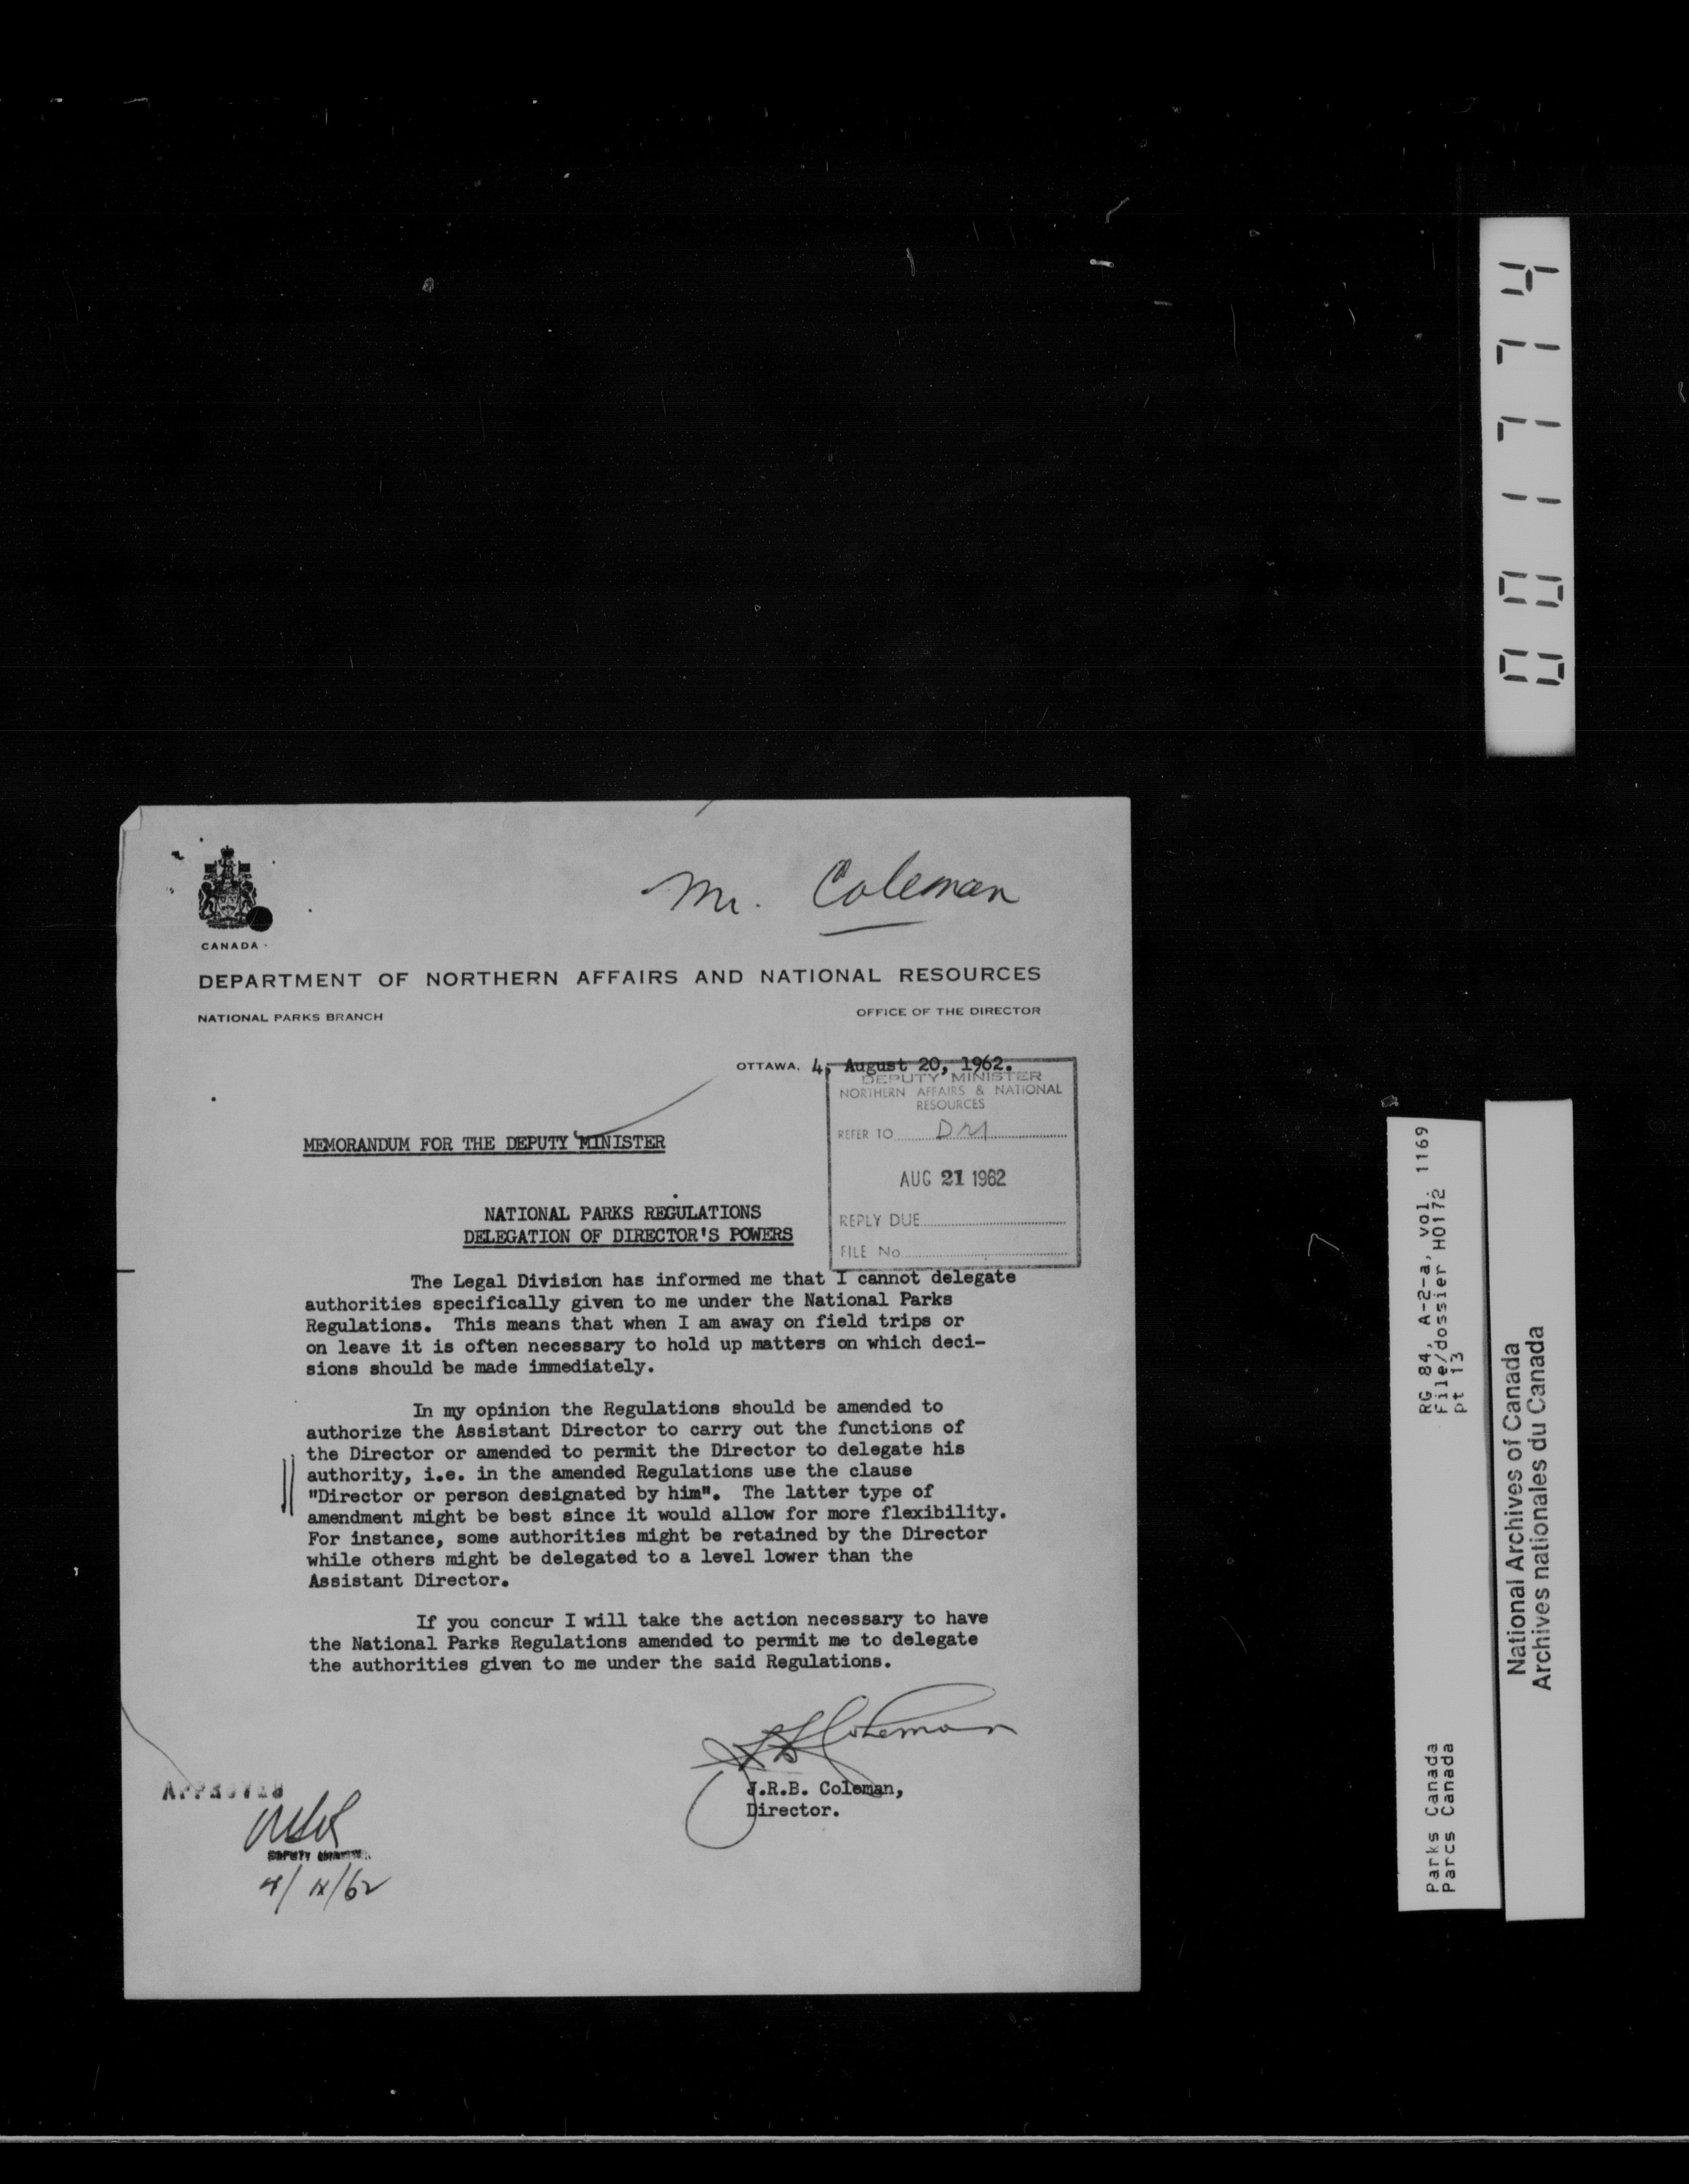 Mr. Coleman
CANADA
DEPARTMENT OF NORTHERN AFFAIRS AND NATIONAL RESOURCES
NATIONAL PARKS BRANCH
OFFICE OF THE DIRECTOR
OTTAWA, 4, August 20, 1962.
DEPUTY MINISTER
NORTHERN AFFAIRS & NATIONAL
RESOURCES
REFER TO DM
AUG 21 1962
REPLY DUE
FILE No
MEMORANDUM FOR THE DEPUTY MINISTER
NATIONAL PARKS REGULATIONS
DELEGATION OF DIRECTOR'S POWERS
The Legal Division has informed me that I cannot delegate
authorities specifically given to me under the National Parks
Regulations. This means that when I am away on field trips or
on leave it is often necessary to hold up matters on which deci-
sions should be made immediately.
In my opinion the Regulations should be amended to
authorize the Assistant Director to carry out the functions of
the Director or amended to permit the Director to delegate his
authority, i.e. in the amended Regulations use the clause
"Director or person designated by him". The latter type of
amendment might be best since it would allow for more flexibility.
For instance, some authorities might be retained by the Director
while others might be delegated to a level lower than the
Assistant Director.
If you concur I will take the action necessary to have
the National Parks Regulations amended to permit me to delegate
the authorities given to me under the said Regulations.
J.R.B. Coleman,
Director.
APPROVED
DEPUTY MINISTER
4/IX/62
001774
RG 84, A-2-a, vol. 1169
File/dossier H0172
pt 13
Parks Canada
Parcs Canada
National Archives of Canada
Archives nationales du Canada